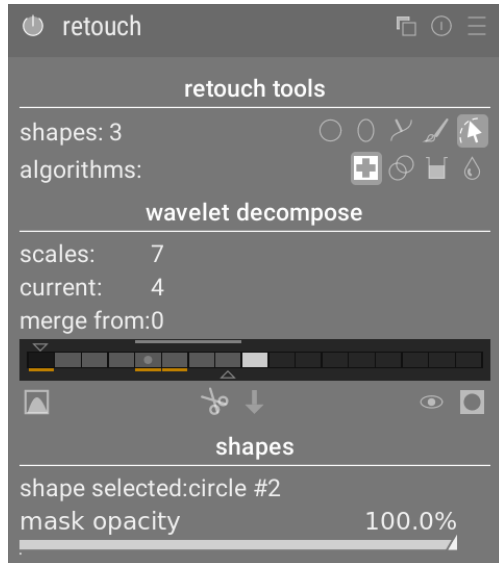 retouch
retouch tools
shapes: 3
algorithms:
wavelet decompose
scales: 7
current: 4
merge from:0
shapes
shape selected:circle #2
mask opacity 100.0%